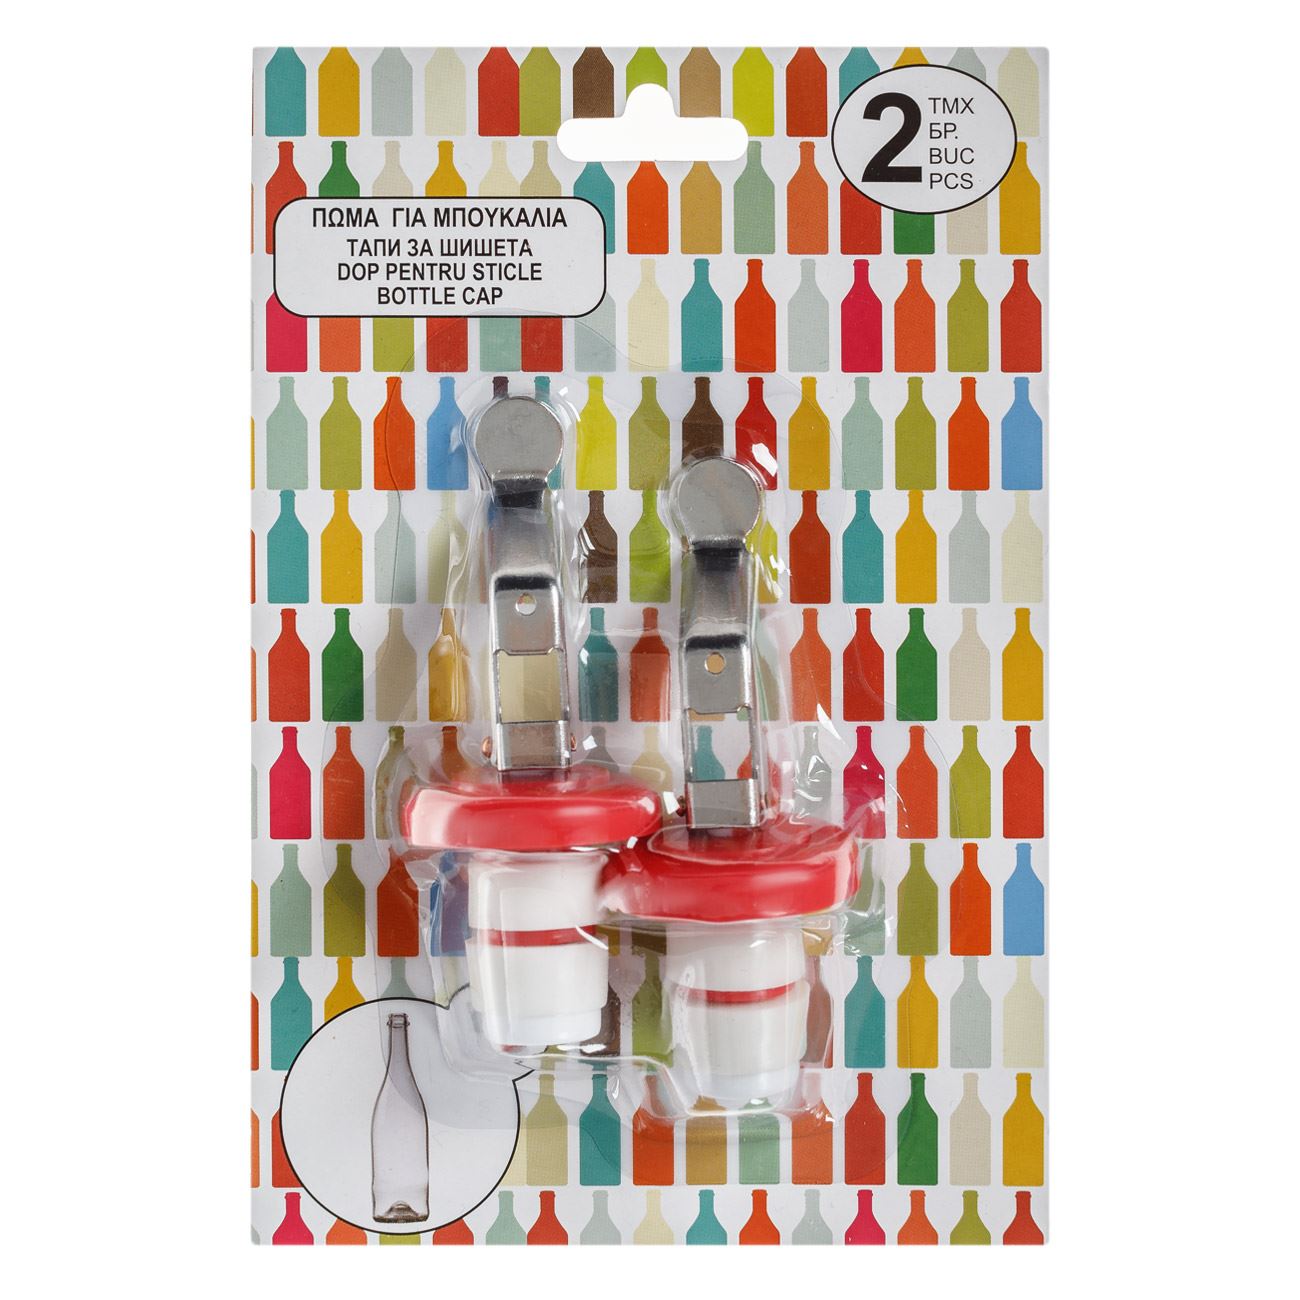 2
ΤΜΧ
БР.
BUC
PCS
ΠΩΜΑ ΓΙΑ ΜΠΟΥΚΑΛΙΑ
ТАПИ ЗА ШИШЕТА
DOP PENTRU STICLE
BOTTLE CAP